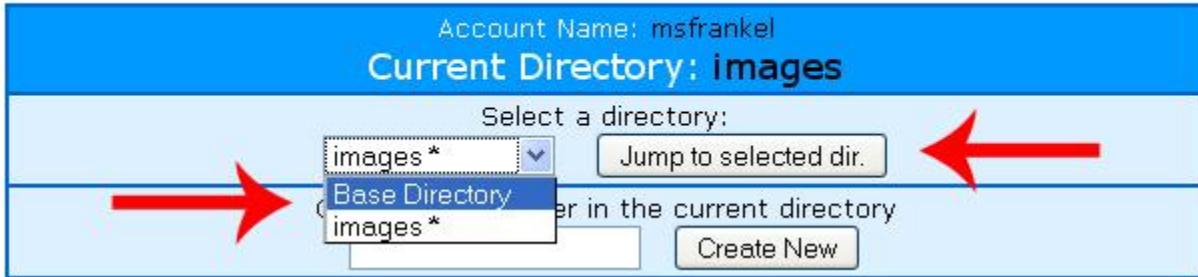 Account Name: msfrankel
Current Directory: images
Select a directory:
images *
Jump to selected dir.
Base Directory
in the current directory
images *
Create New